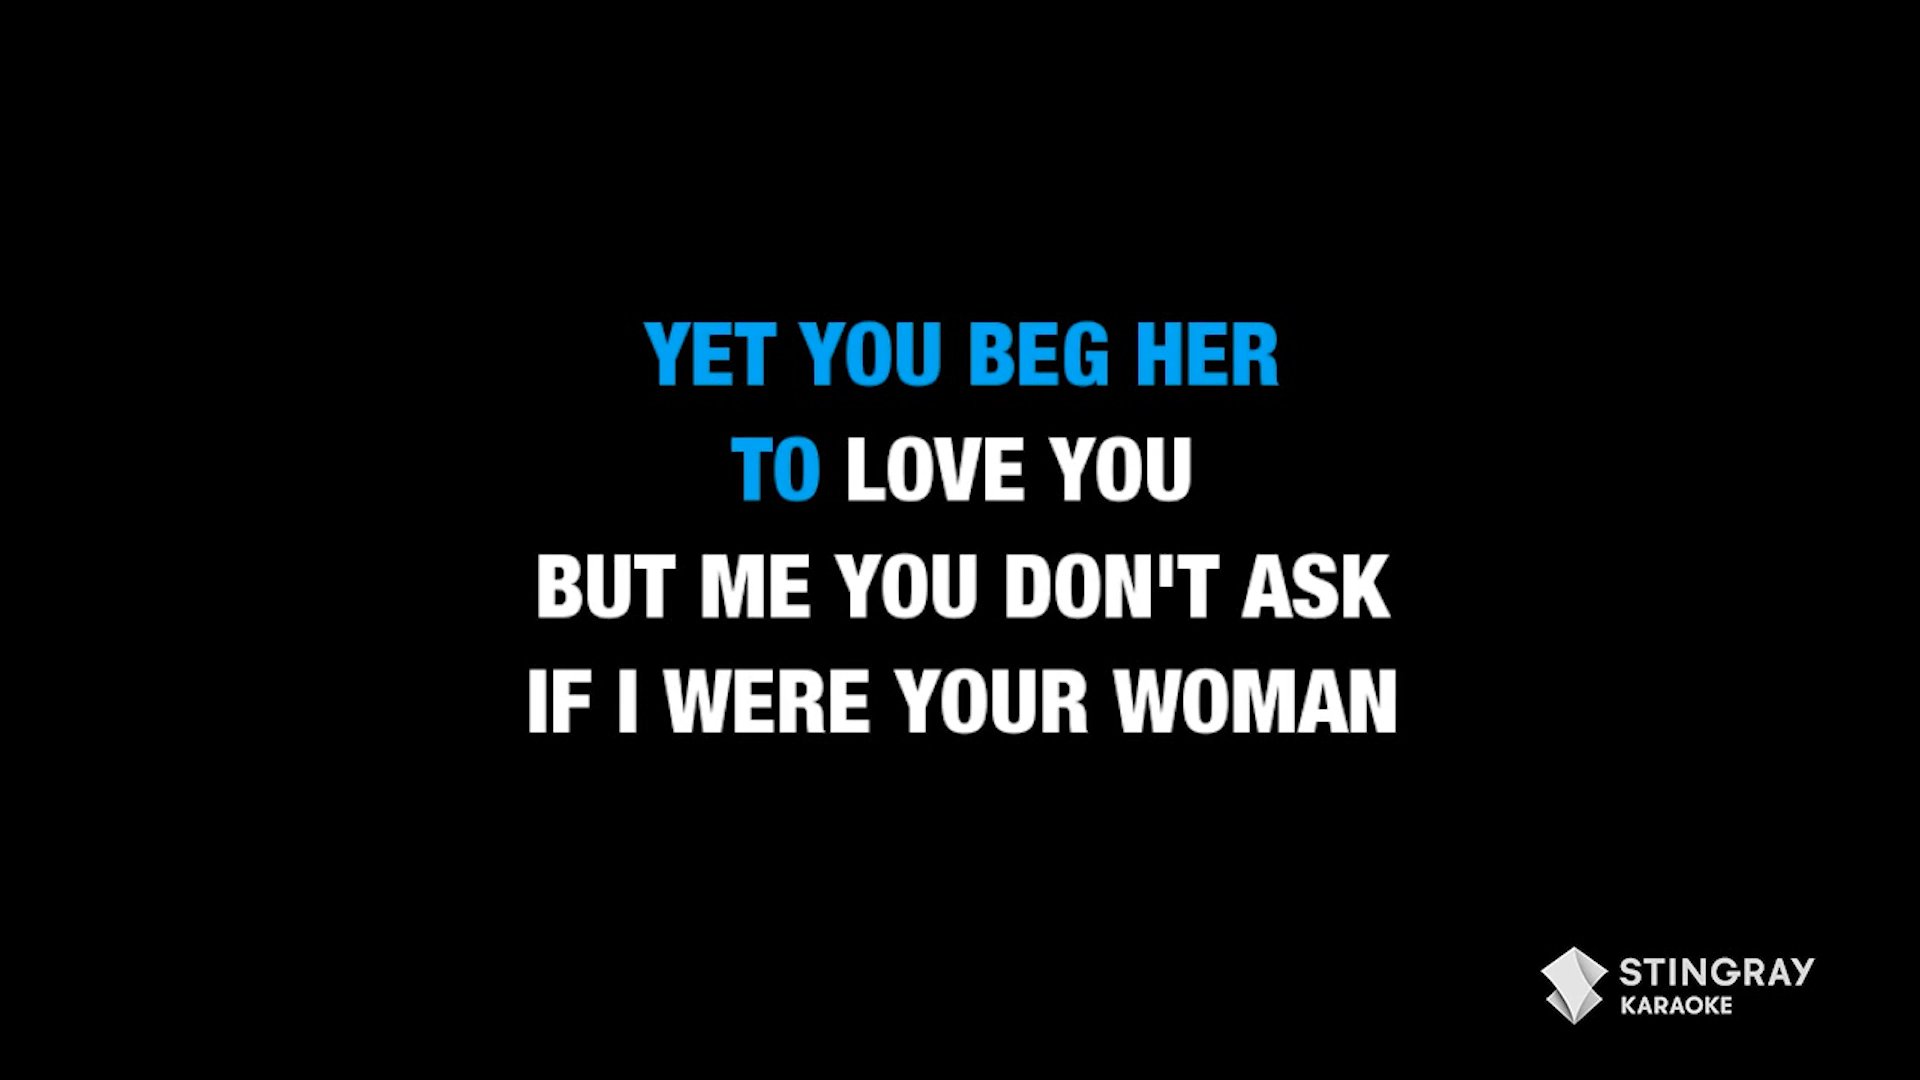 YET YOU BEG HER
TO LOVE YOU
BUT ME YOU DON'T ASK
IF I WERE YOUR WOMAN
STINGRAY
KARAOKE